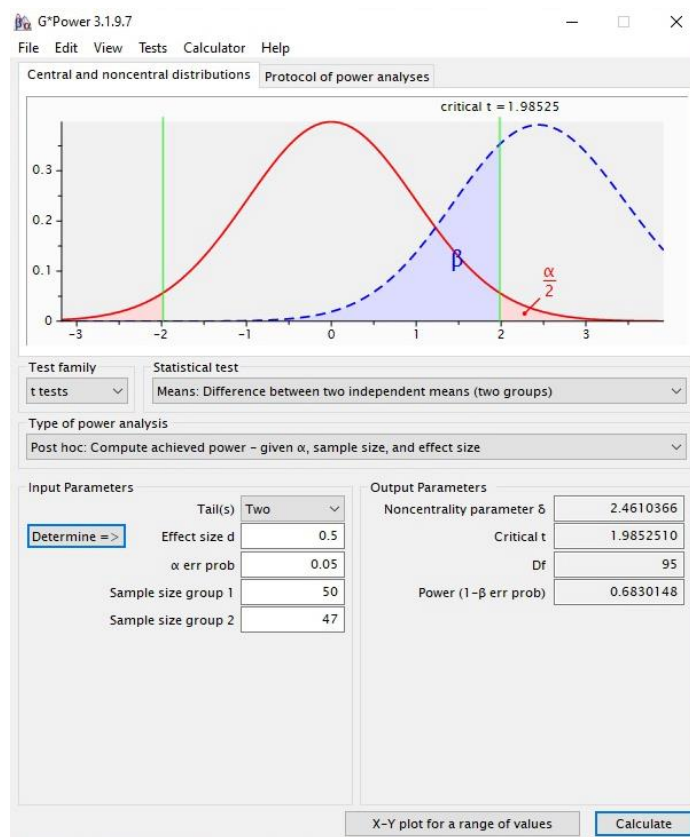 G*Power 3.1.9.7
File Edit View Tests Calculator Help
Central and noncentral distributions Protocol of power analyses
critical t = 1.98525
0.3
0.2
0.1
0
β
α
2
-3 -2 -1 0 1 2 3
Test family Statistical test
t tests Means: Difference between two independent means (two groups)
Type of power analysis
Post hoc: Compute achieved power – given α, sample size, and effect size
Input Parameters
Tail(s) Two
Determine => Effect size d 0.5
α err prob 0.05
Sample size group 1 50
Sample size group 2 47
Output Parameters
Noncentrality parameter δ 2.4610366
Critical t 1.9852510
Df 95
Power (1-β err prob) 0.6830148
X-Y plot for a range of values Calculate